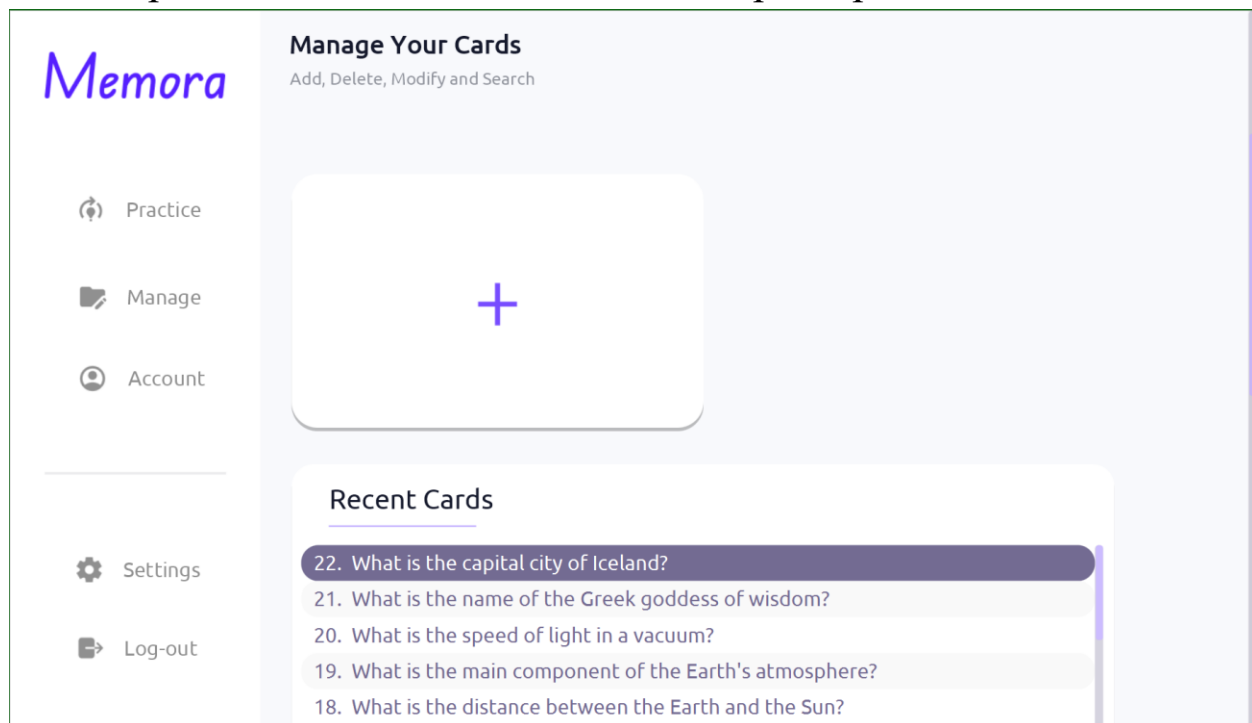 Memora
Practice
Manage
Account
Settings
Log-out
Manage Your Cards
Add, Delete, Modify and Search
+
Recent Cards
22. What is the capital city of Iceland?
21. What is the name of the Greek goddess of wisdom?
20. What is the speed of light in a vacuum?
19. What is the main component of the Earth's atmosphere?
18. What is the distance between the Earth and the Sun?